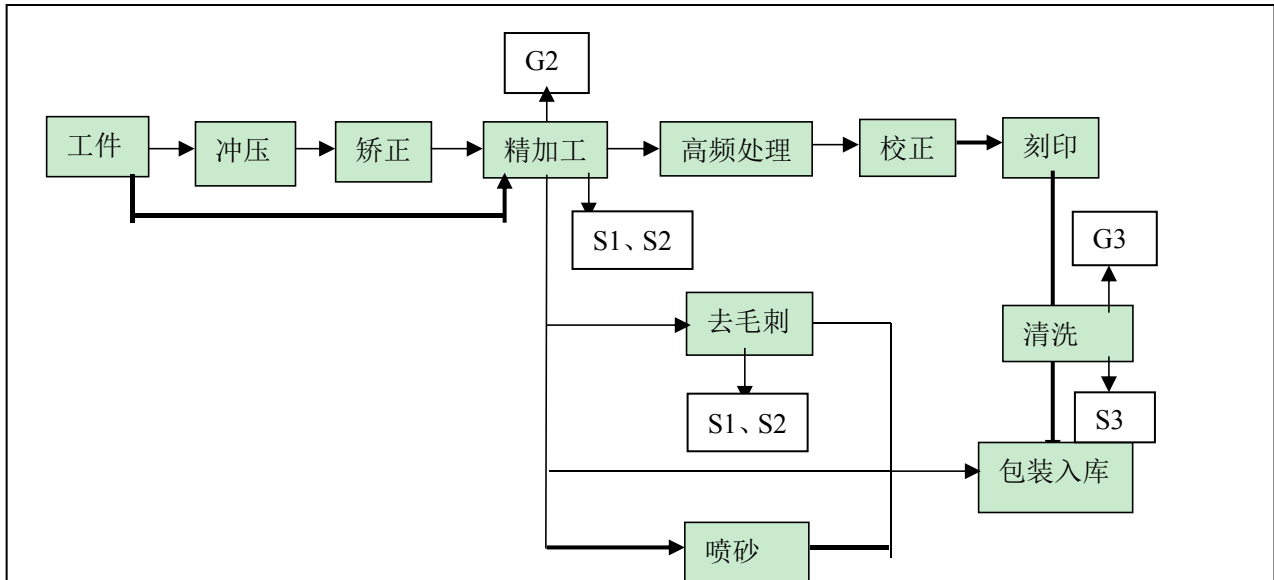 G2
工件
冲压
矫正
精加工
高频处理
校正
刻印
S1、S2
G3
去毛刺
清洗
S1、S2
S3
包装入库
喷砂